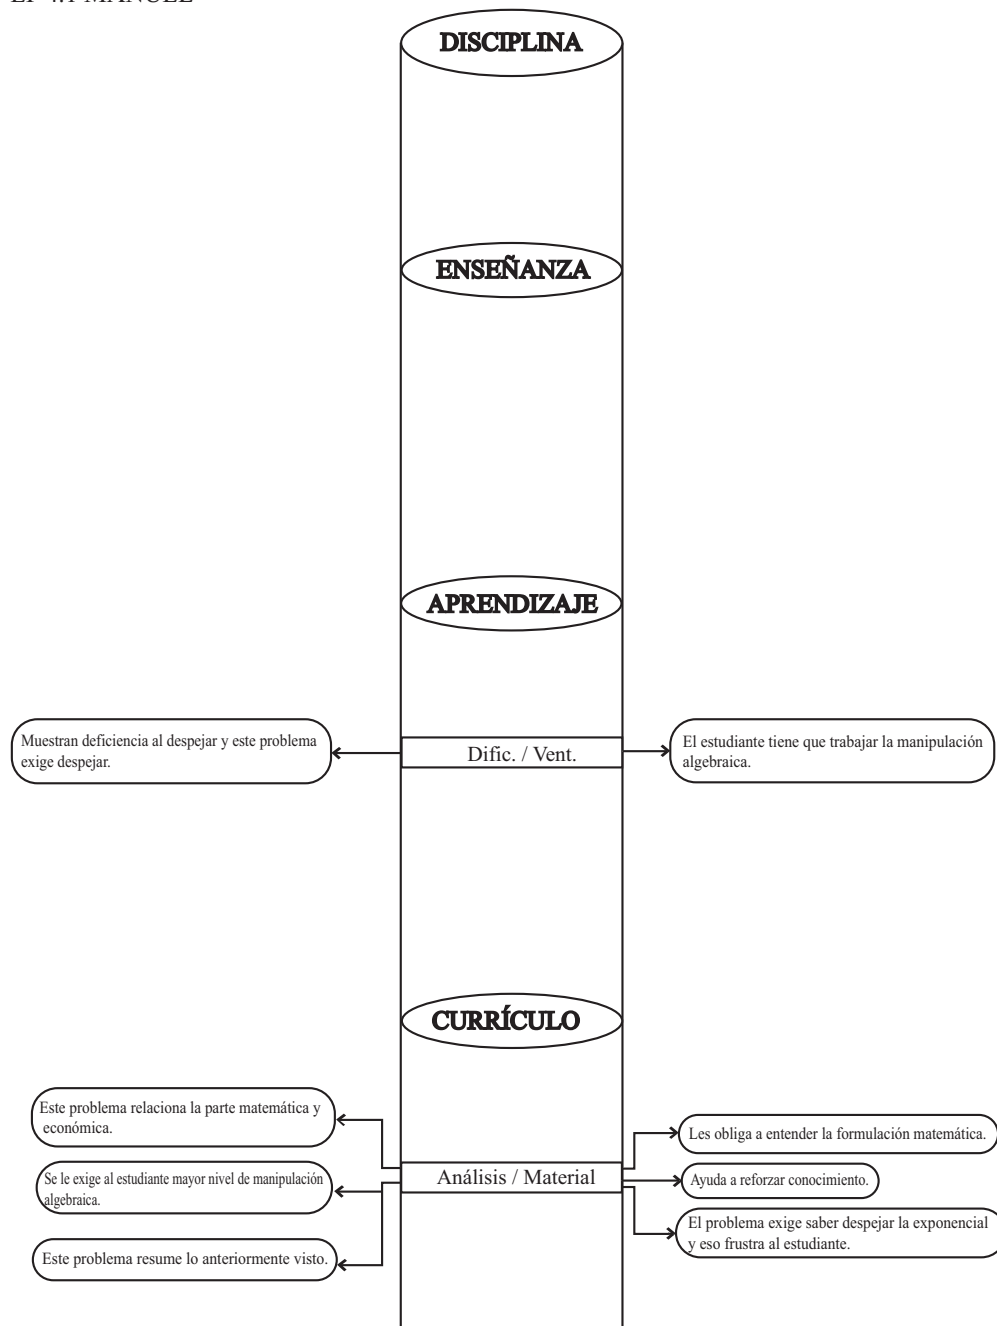 DISCIPLINA
ENSEÑANZA
APRENDIZAJE
Muestran deficiencia al despejar y este problema
exige despejar.
Dific. / Vent.
El estudiante tiene que trabajar la manipulación
algebraica.
CURRÍCULO
Este problema relaciona la parte matemática y
económica.
Se le exige al estudiante mayor nivel de manipulación
algebraica.
Este problema resume lo anteriormente visto.
Análisis / Material
Les obliga a entender la formulación matemática.
Ayuda a reforzar conocimiento.
El problema exige saber despejar la exponencial
y eso frustra al estudiante.